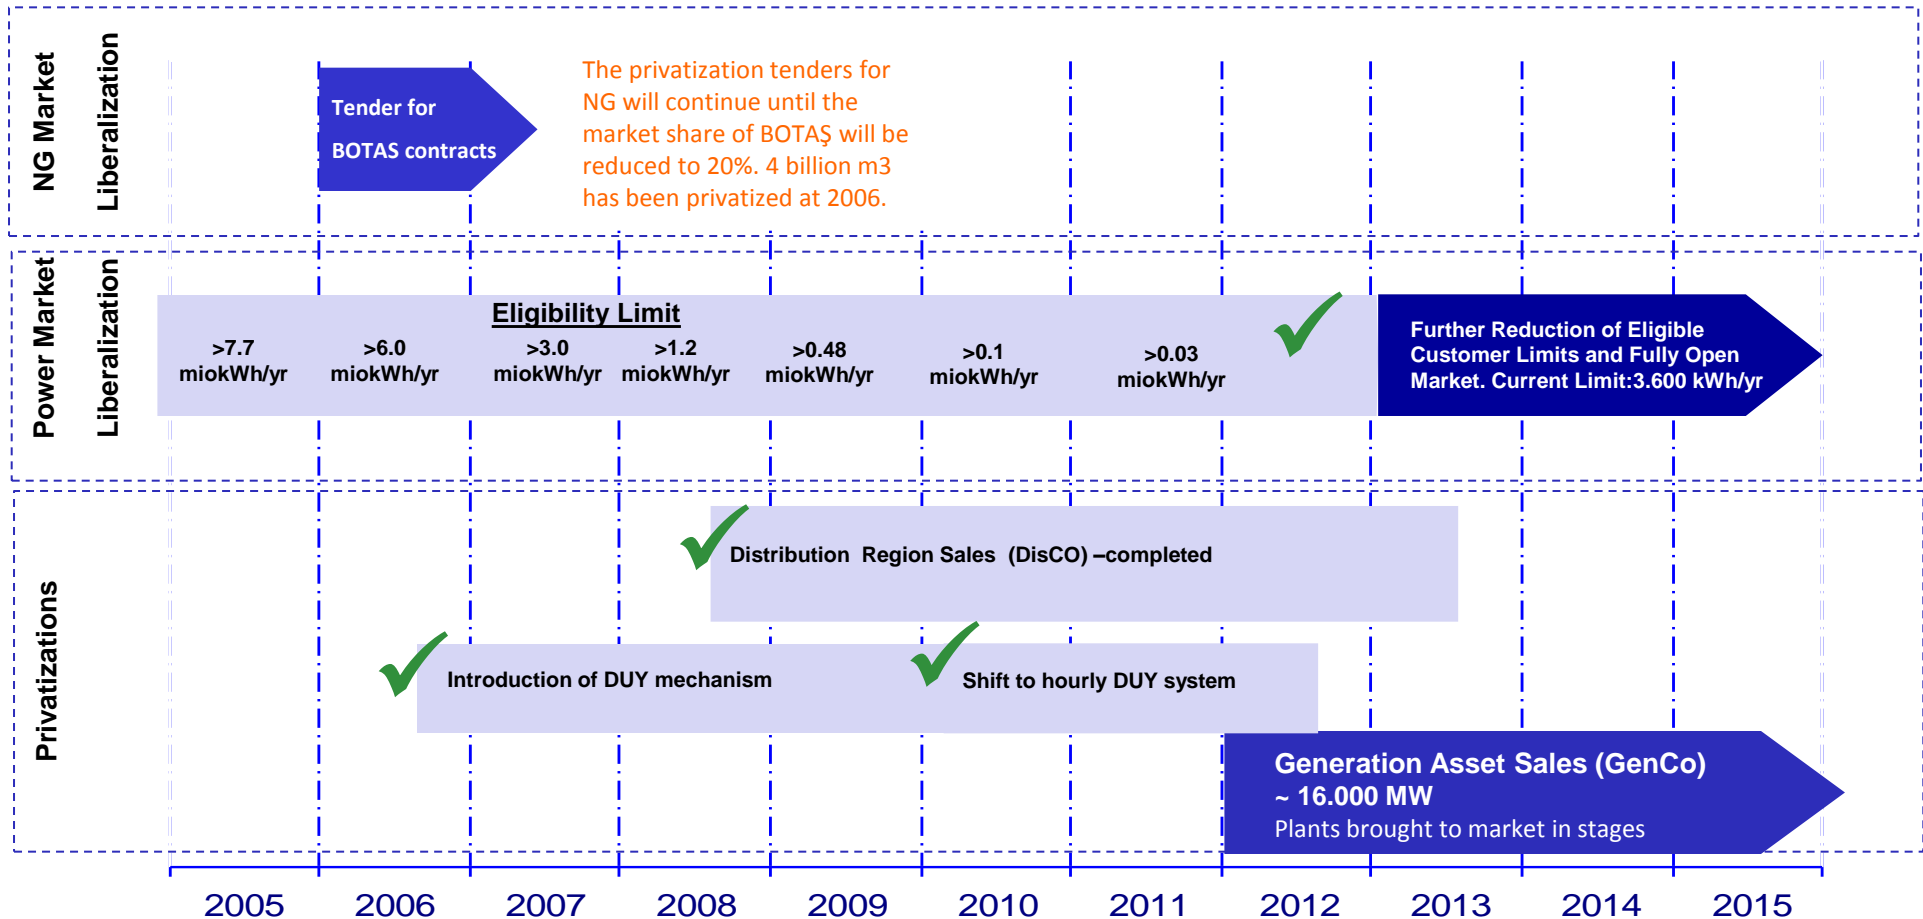 NG Market
Liberalization
Tender for
BOTAS contracts
The privatization tenders for
NG will continue until the
market share of BOTAŞ will be
reduced to 20%. 4 billion m3
has been privatized at 2006.
Power Market
Liberalization
Eligibility Limit
>7.7
miokWh/yr
>6.0
miokWh/yr
>3.0
miokWh/yr
>1.2
miokWh/yr
>0.48
miokWh/yr
>0.1
miokWh/yr
>0.03
miokWh/yr
Further Reduction of Eligible
Customer Limits and Fully Open
Market. Current Limit:3.600 kWh/yr
Privatizations
Distribution Region Sales (DisCO) –completed
Introduction of DUY mechanism
Shift to hourly DUY system
Generation Asset Sales (GenCo)
~ 16.000 MW
Plants brought to market in stages
2005 2006 2007 2008 2009 2010 2011 2012 2013 2014 2015